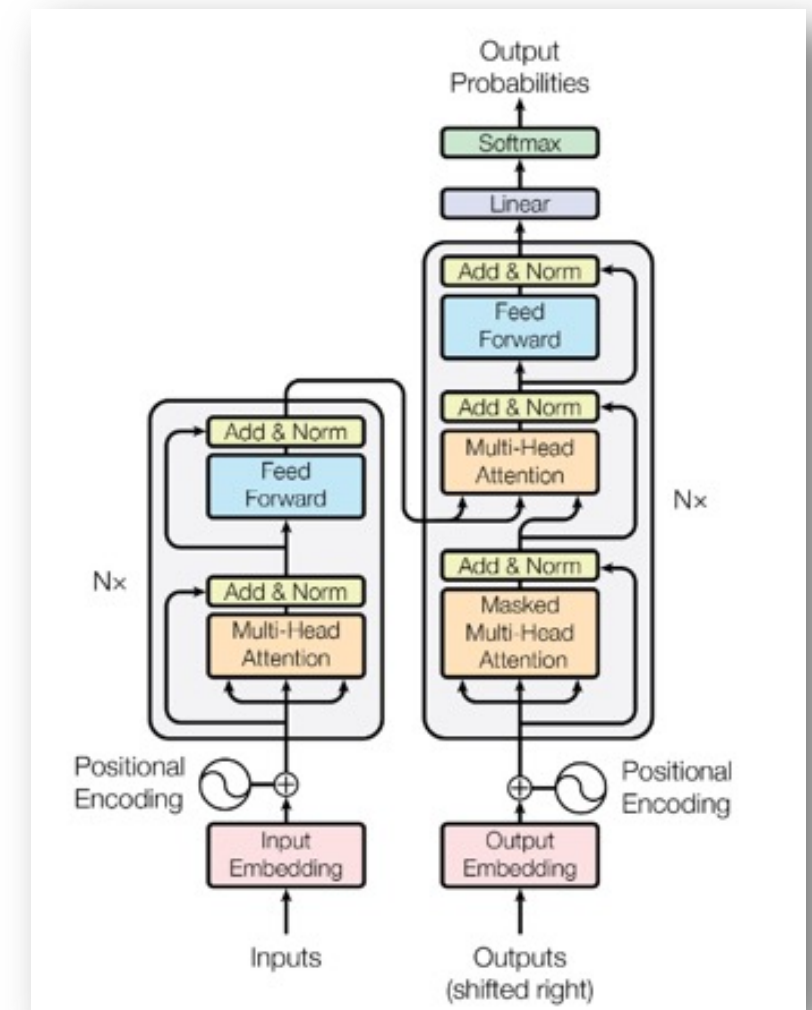 Output
Probabilities
Softmax
Linear
Add & Norm
Feed
Forward
Add & Norm
Multi-Head
Attention
Add & Norm
Masked
Multi-Head
Attention
N×
Add & Norm
Feed
Forward
Add & Norm
Multi-Head
Attention
N×
Positional
Encoding
Positional
Encoding
Input
Embedding
Output
Embedding
Inputs
Outputs
(shifted right)